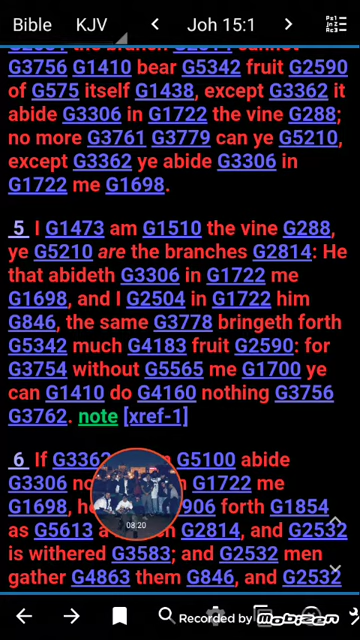 Bible KJV Joh 15:1
G3756 G1410 bear G5342 fruit G2590
of G575 itself G1438, except G3362 it
abide G3306 in G1722 the vine G288;
no more G3761 G3779 can ye G5210,
except G3362 ye abide G3306 in
G1722 me G1698.
5 I G1473 am G1510 the vine G288,
ye G5210 are the branches G2814: He
that abideth G3306 in G1722 me
G1698, and I G2504 in G1722 him
G846, the same G3778 bringeth forth
G5342 much G4183 fruit G2590: for
G3754 without G5565 me G1700 ye
can G1410 do G4160 nothing G3756
G3762. note [xref-1]
6 If G3362 G5100 abide
G3306 in G1722 me
G1698, 906 forth G1854
as G5613 a G2814, and G2532
is withered G3583; and G2532 men
gather G4863 them G846, and G2532
08:20
Recorded by mobizen